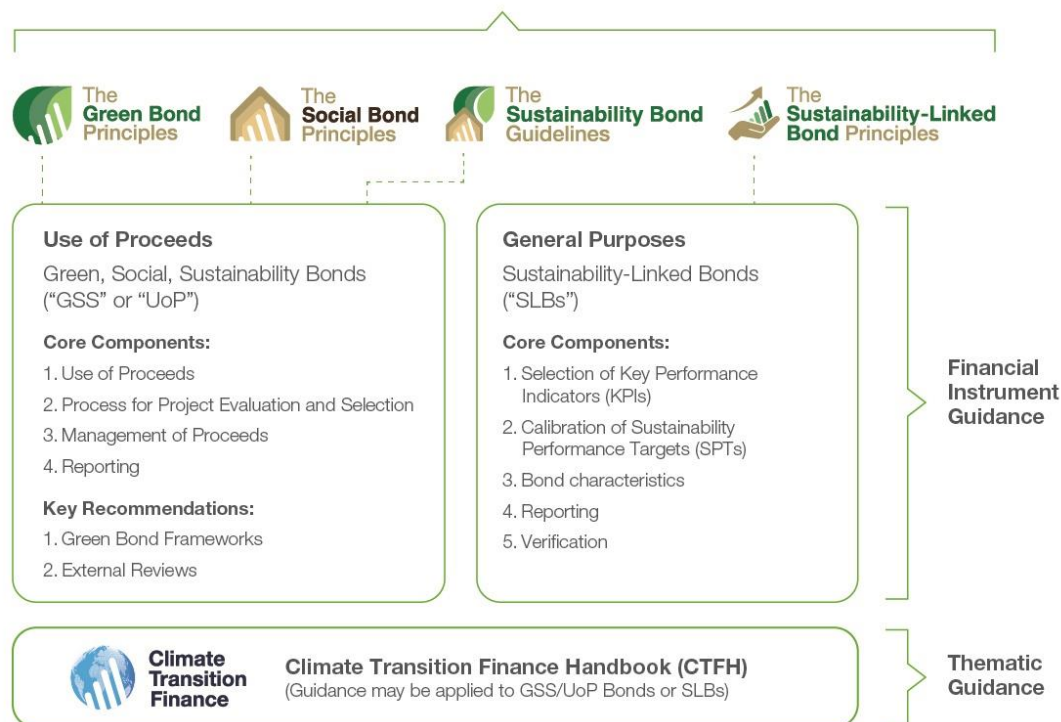 The
Green Bond
Principles
The
Social Bond
Principles
The
Sustainability Bond
Guidelines
The
Sustainability-Linked
Bond Principles
Use of Proceeds
Green, Social, Sustainability Bonds
(“GSS” or “UoP”)
Core Components:
1. Use of Proceeds
2. Process for Project Evaluation and Selection
3. Management of Proceeds
4. Reporting
Key Recommendations:
1. Green Bond Frameworks
2. External Reviews
General Purposes
Sustainability-Linked Bonds
(“SLBs”)
Core Components:
1. Selection of Key Performance
Indicators (KPIs)
2. Calibration of Sustainability
Performance Targets (SPTs)
3. Bond characteristics
4. Reporting
5. Verification
Financial
Instrument
Guidance
Climate
Transition
Finance
Climate Transition Finance Handbook (CTFH)
(Guidance may be applied to GSS/UoP Bonds or SLBs)
Thematic
Guidance